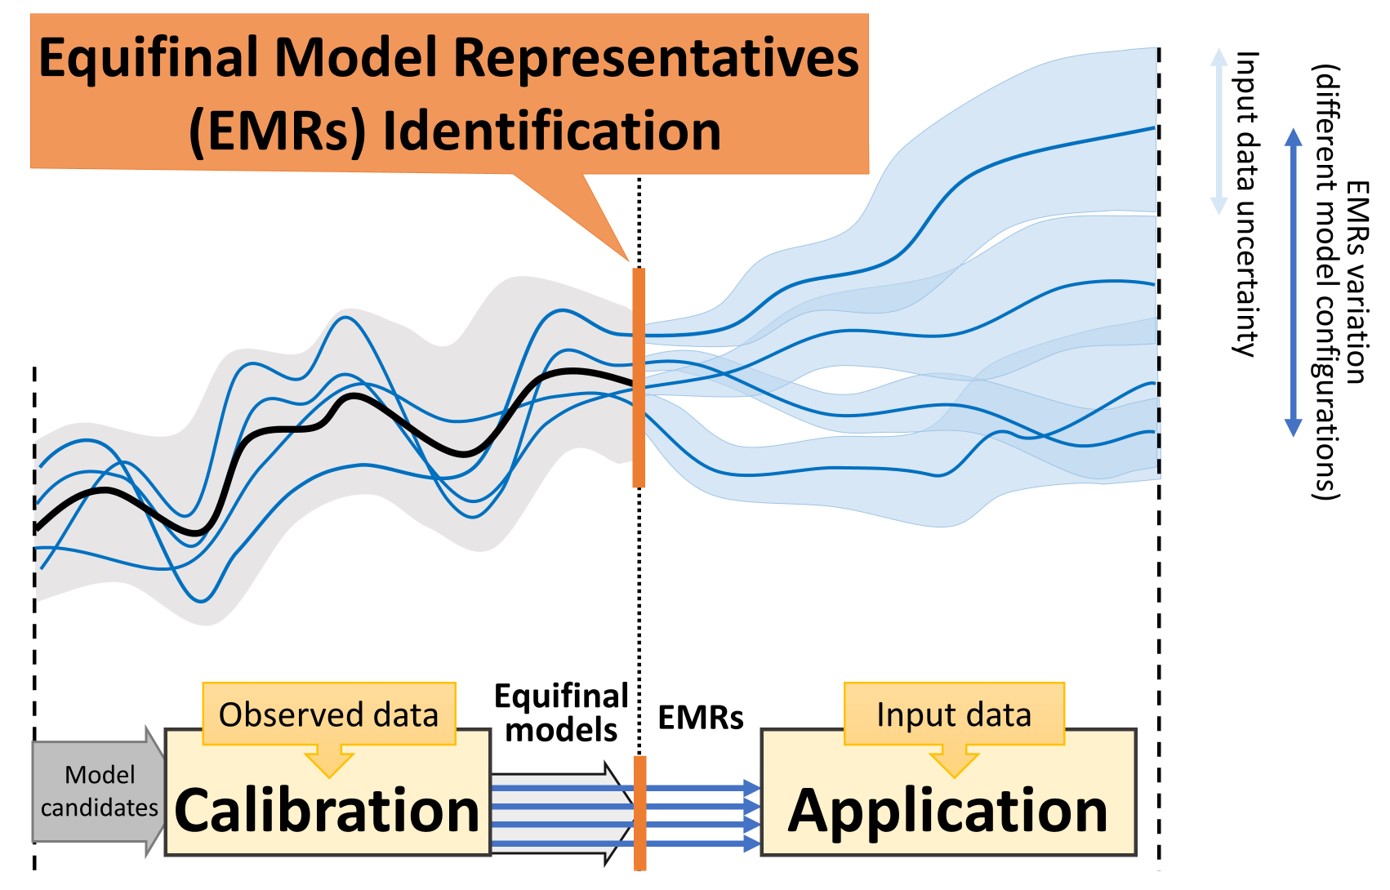 Equifinal Model Representatives
(EMRs) Identification
Input data uncertainty
EMRs variation
(different model configurations)
Observed data
Equifinal
models
EMRs
Input data
Model
candidates
Calibration
Application